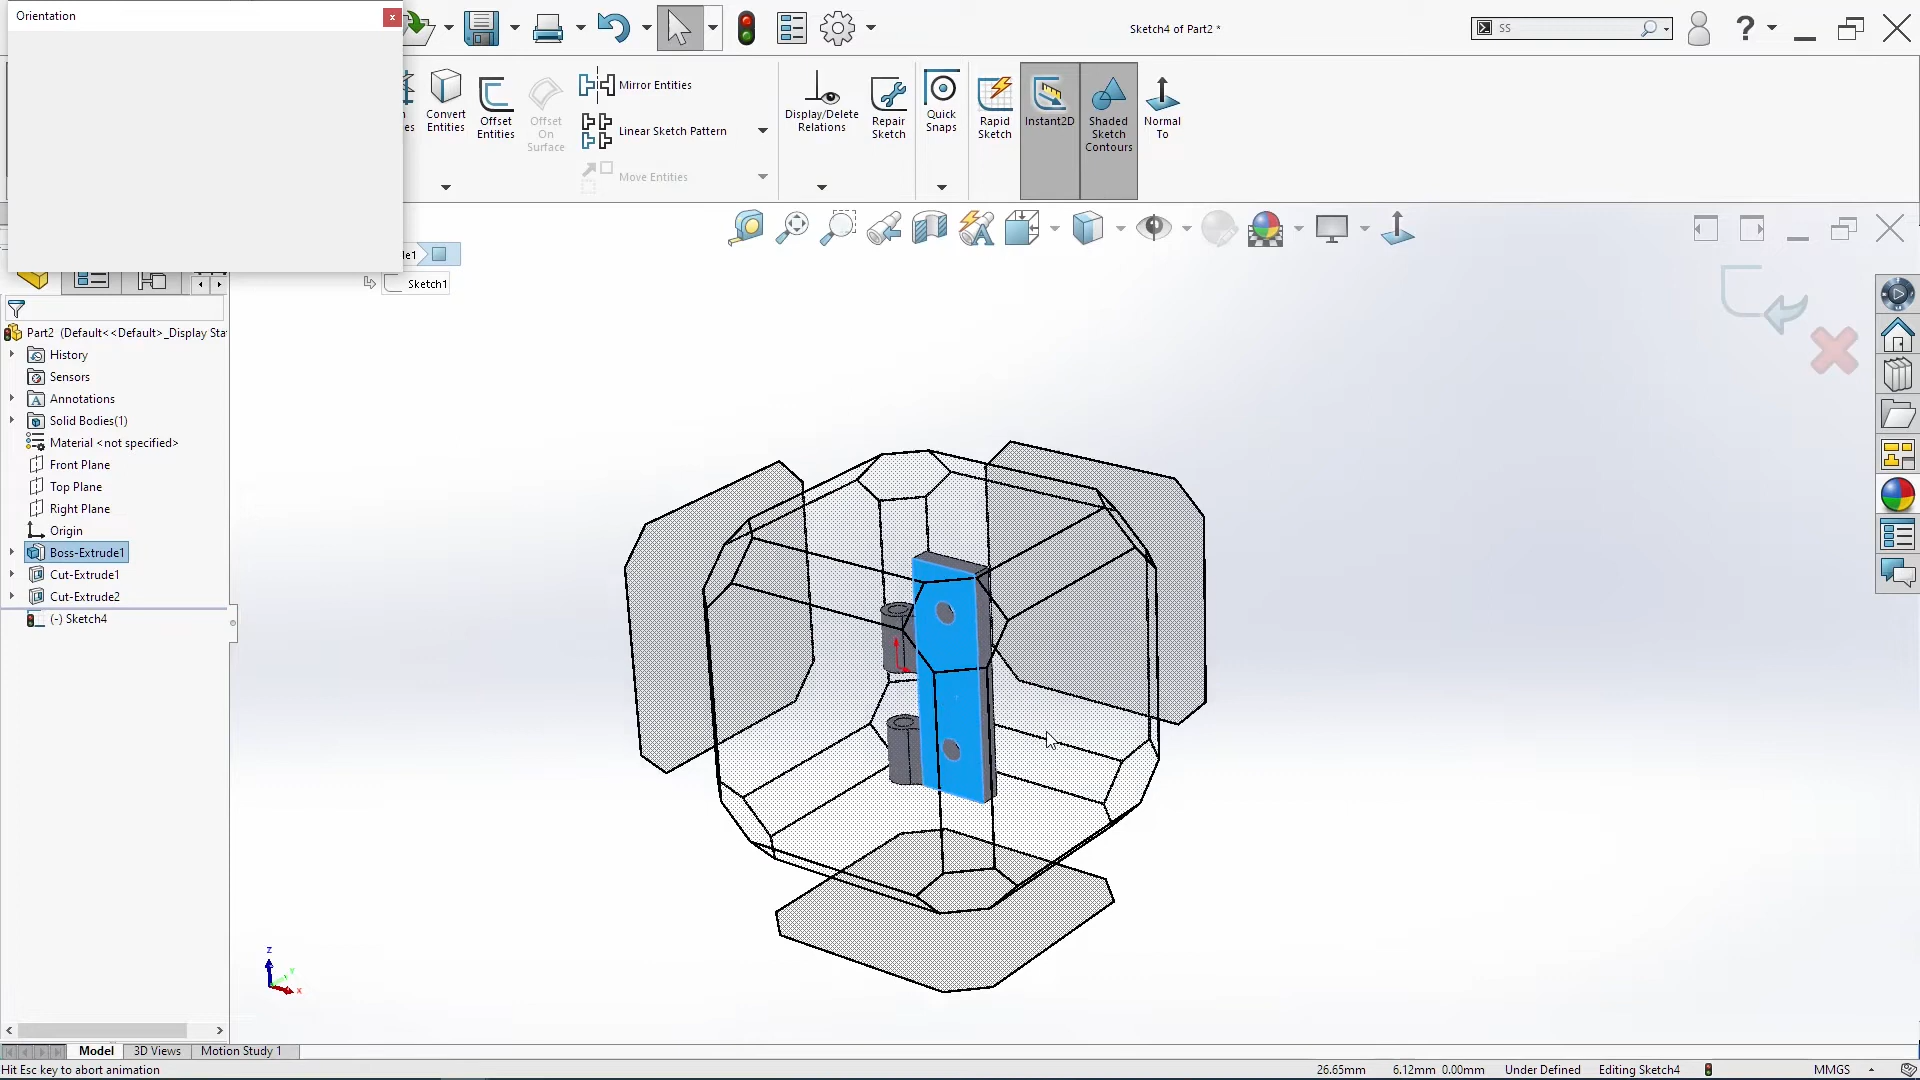 Orientation
x
Sketch4 of Part2 *
SS
?
Convert Entities
Offset Entities
Offset On Surface
Mirror Entities
Linear Sketch Pattern
Move Entities
Display/Delete Relations
Repair Sketch
Quick Snaps
Rapid Sketch
Instant2D
Shaded Sketch Contours
Normal To
Sketch1
Part2 (Default<<Default>_Display Sta
History
Sensors
Annotations
Solid Bodies(1)
Material <not specified>
Front Plane
Top Plane
Right Plane
Origin
Boss-Extrude1
Cut-Extrude1
Cut-Extrude2
(-) Sketch4
Z
Y
X
Model
3D Views
Motion Study 1
Hit Esc key to abort animation
26.65mm
6.12mm 0.00mm
Under Defined
Editing Sketch4
MMGS